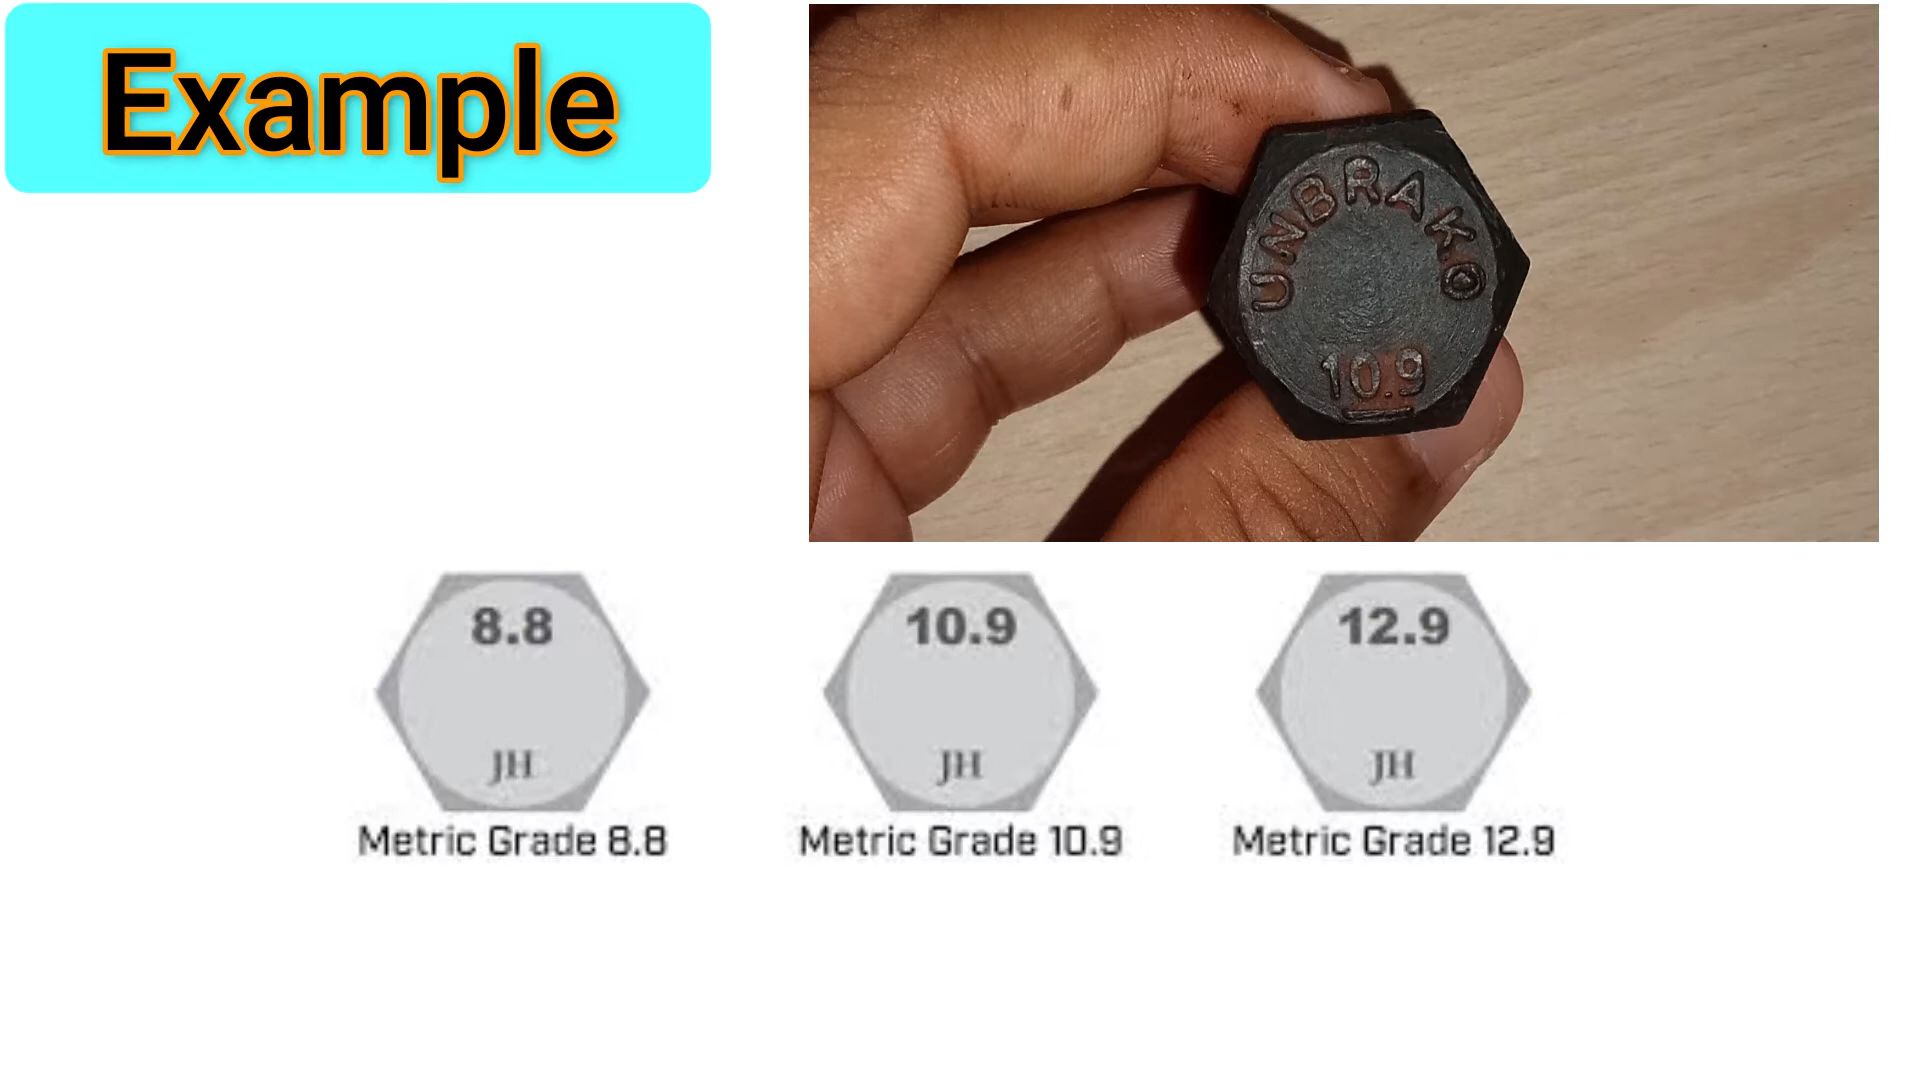 Example
UNBRAKO
10.9
8.8
JH
Metric Grade 8.8
10.9
JH
Metric Grade 10.9
12.9
JH
Metric Grade 12.9